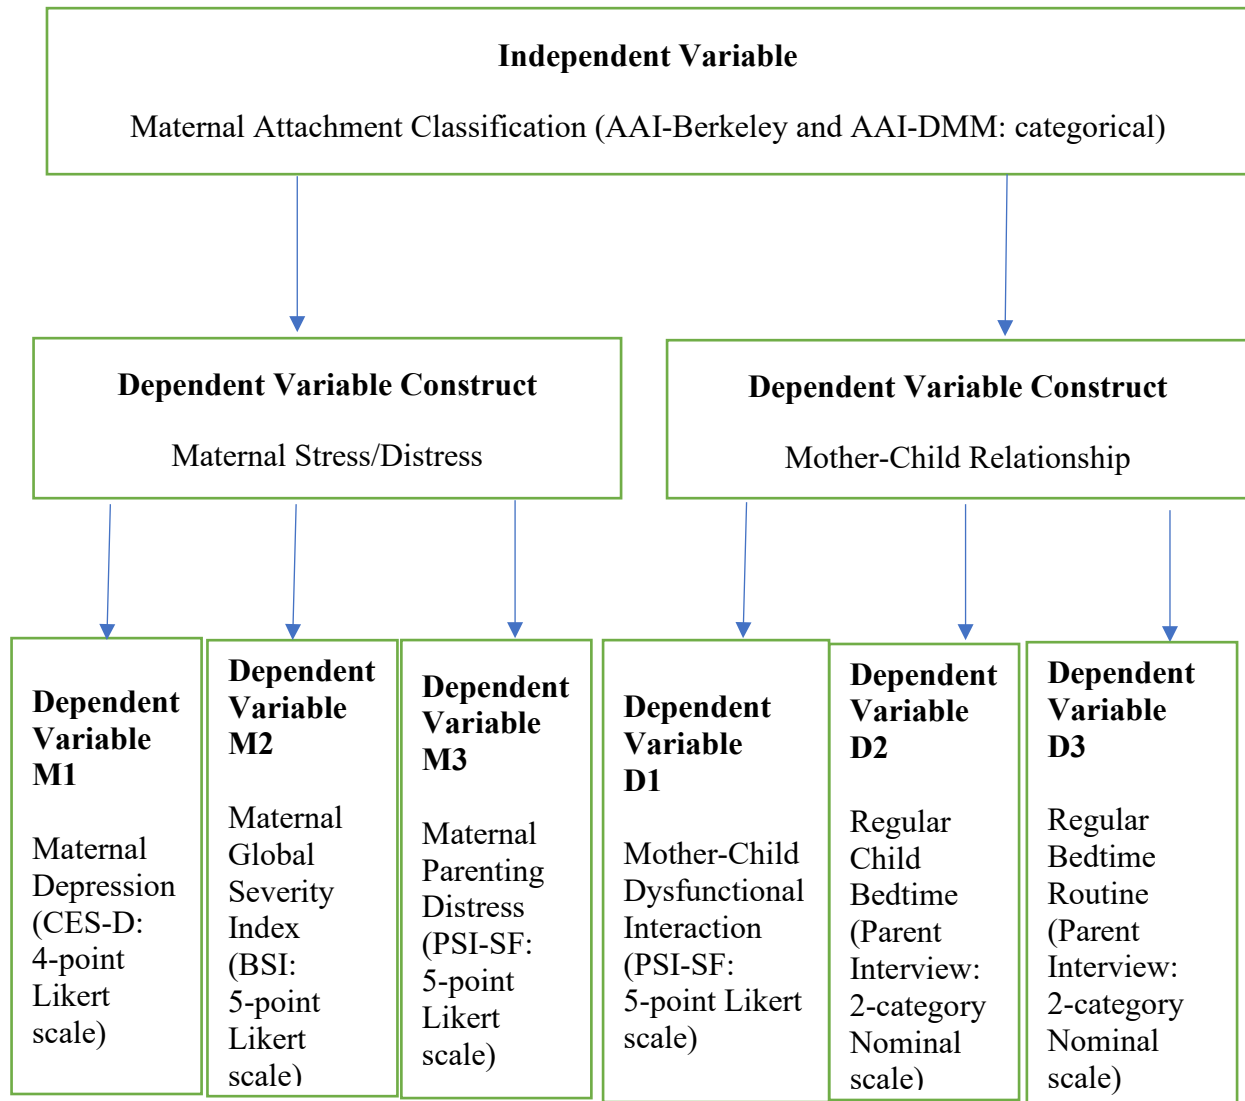 Independent Variable
Maternal Attachment Classification (AAI-Berkeley and AAI-DMM: categorical)
Dependent Variable Construct
Maternal Stress/Distress
Dependent Variable Construct
Mother-Child Relationship
Dependent
Variable
M1
Maternal
Depression
(CES-D:
4-point
Likert
scale)
Dependent
Variable
M2
Maternal
Global
Severity
Index
(BSI:
5-point
Likert
scale)
Dependent
Variable
M3
Maternal
Parenting
Distress
(PSI-SF:
5-point
Likert
scale)
Dependent
Variable
D1
Mother-Child
Dysfunctional
Interaction
(PSI-SF:
5-point Likert
scale)
Dependent
Variable
D2
Regular
Child
Bedtime
(Parent
Interview:
2-category
Nominal
scale)
Dependent
Variable
D3
Regular
Bedtime
Routine
(Parent
Interview:
2-category
Nominal
scale)